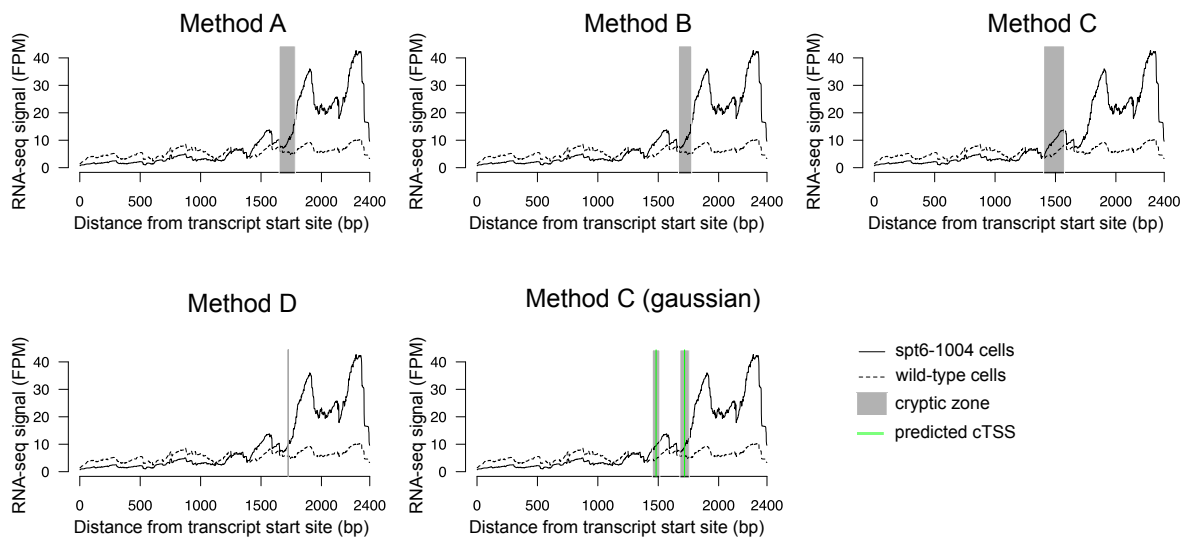 Method A
RNA-seq signal (FPM)
40
30
20
10
0
0 500 1000 1500 2000 2400
Distance from transcript start site (bp)
Method B
RNA-seq signal (FPM)
40
30
20
10
0
0 500 1000 1500 2000 2400
Distance from transcript start site (bp)
Method C
RNA-seq signal (FPM)
40
30
20
10
0
0 500 1000 1500 2000 2400
Distance from transcript start site (bp)
Method D
RNA-seq signal (FPM)
40
30
20
10
0
0 500 1000 1500 2000 2400
Distance from transcript start site (bp)
Method C (gaussian)
RNA-seq signal (FPM)
40
30
20
10
0
0 500 1000 1500 2000 2400
Distance from transcript start site (bp)
spt6-1004 cells
wild-type cells
cryptic zone
predicted cTSS